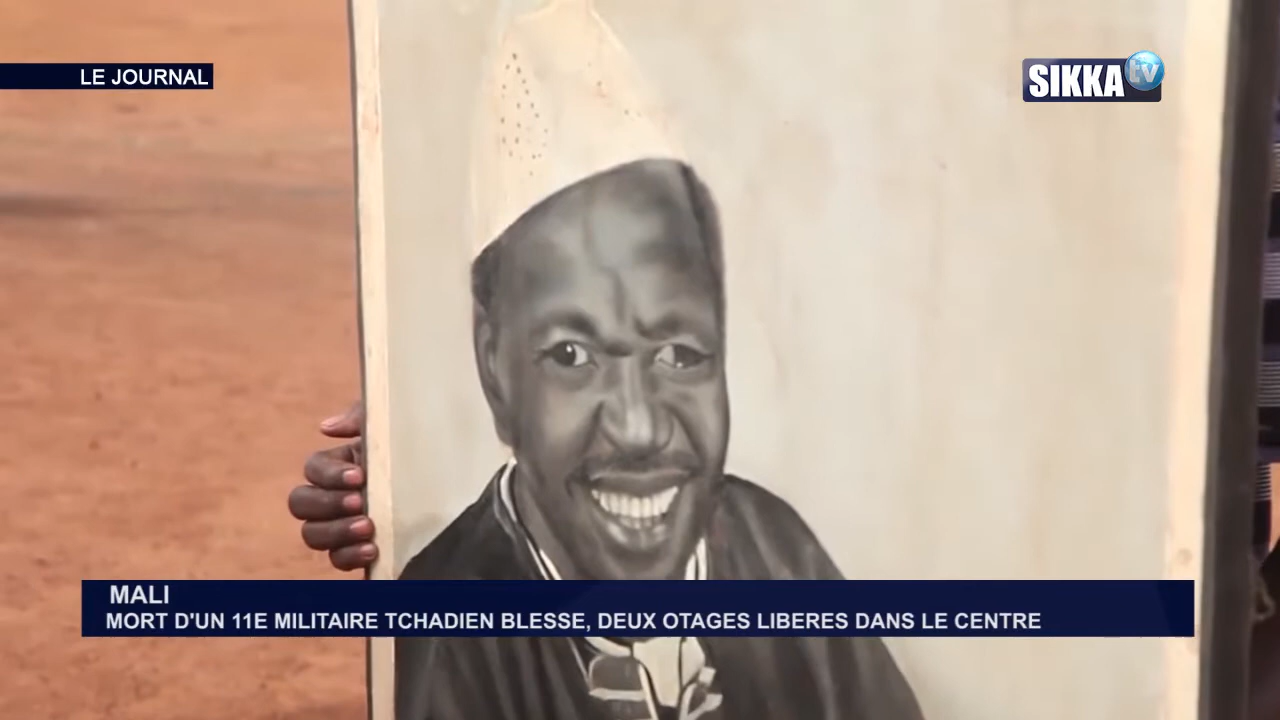 LE JOURNAL
SIKKA tv
MALI
MORT D'UN 11E MILITAIRE TCHADIEN BLESSE, DEUX OTAGES LIBERES DANS LE CENTRE